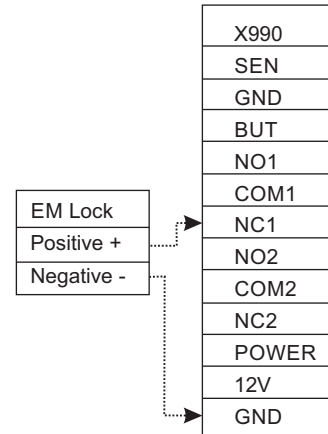 X990
SEN
GND
BUT
NO1
COM1
NC1
NO2
COM2
NC2
POWER
12V
GND
EM Lock
Positive +
Negative -